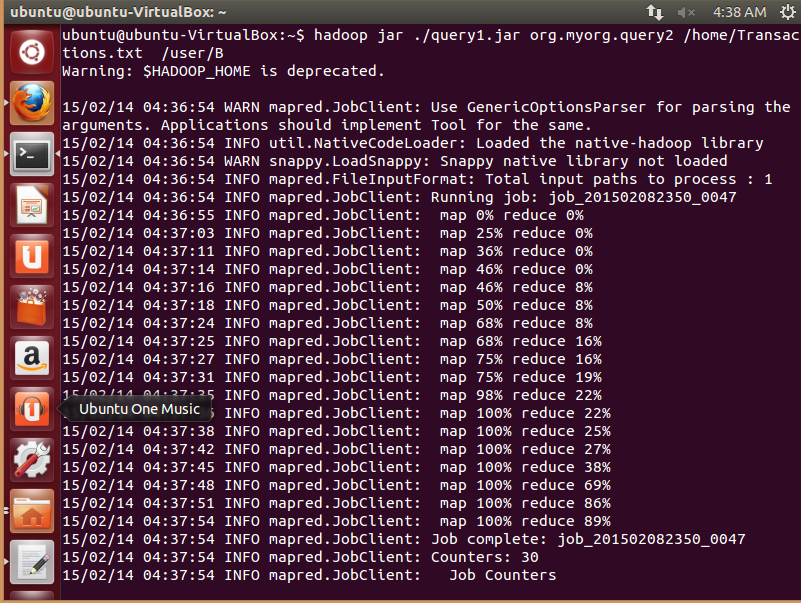 ubuntu@ubuntu-VirtualBox: ~
4:38 AM
ubuntu@ubuntu-VirtualBox:~$ hadoop jar ./query1.jar org.myorg.query2 /home/Transac
tions.txt  /user/B
Warning: $HADOOP_HOME is deprecated.
15/02/14 04:36:54 WARN mapred.JobClient: Use GenericOptionsParser for parsing the
arguments. Applications should implement Tool for the same.
15/02/14 04:36:54 INFO util.NativeCodeLoader: Loaded the native-hadoop library
15/02/14 04:36:54 WARN snappy.LoadSnappy: Snappy native library not loaded
15/02/14 04:36:54 INFO mapred.FileInputFormat: Total input paths to process : 1
15/02/14 04:36:54 INFO mapred.JobClient: Running job: job_201502082350_0047
15/02/14 04:36:55 INFO mapred.JobClient:  map 0% reduce 0%
15/02/14 04:37:03 INFO mapred.JobClient:  map 25% reduce 0%
15/02/14 04:37:11 INFO mapred.JobClient:  map 36% reduce 0%
15/02/14 04:37:14 INFO mapred.JobClient:  map 46% reduce 0%
15/02/14 04:37:16 INFO mapred.JobClient:  map 46% reduce 8%
15/02/14 04:37:18 INFO mapred.JobClient:  map 50% reduce 8%
15/02/14 04:37:24 INFO mapred.JobClient:  map 68% reduce 8%
15/02/14 04:37:25 INFO mapred.JobClient:  map 68% reduce 16%
15/02/14 04:37:27 INFO mapred.JobClient:  map 75% reduce 16%
15/02/14 04:37:31 INFO mapred.JobClient:  map 75% reduce 19%
15/02/14 04:37:35 INFO mapred.JobClient:  map 98% reduce 22%
Ubuntu One Music
INFO mapred.JobClient:  map 100% reduce 22%
15/02/14 04:37:38 INFO mapred.JobClient:  map 100% reduce 25%
15/02/14 04:37:42 INFO mapred.JobClient:  map 100% reduce 27%
15/02/14 04:37:45 INFO mapred.JobClient:  map 100% reduce 38%
15/02/14 04:37:48 INFO mapred.JobClient:  map 100% reduce 69%
15/02/14 04:37:51 INFO mapred.JobClient:  map 100% reduce 86%
15/02/14 04:37:54 INFO mapred.JobClient:  map 100% reduce 89%
15/02/14 04:37:54 INFO mapred.JobClient: Job complete: job_201502082350_0047
15/02/14 04:37:54 INFO mapred.JobClient: Counters: 30
15/02/14 04:37:54 INFO mapred.JobClient:   Job Counters